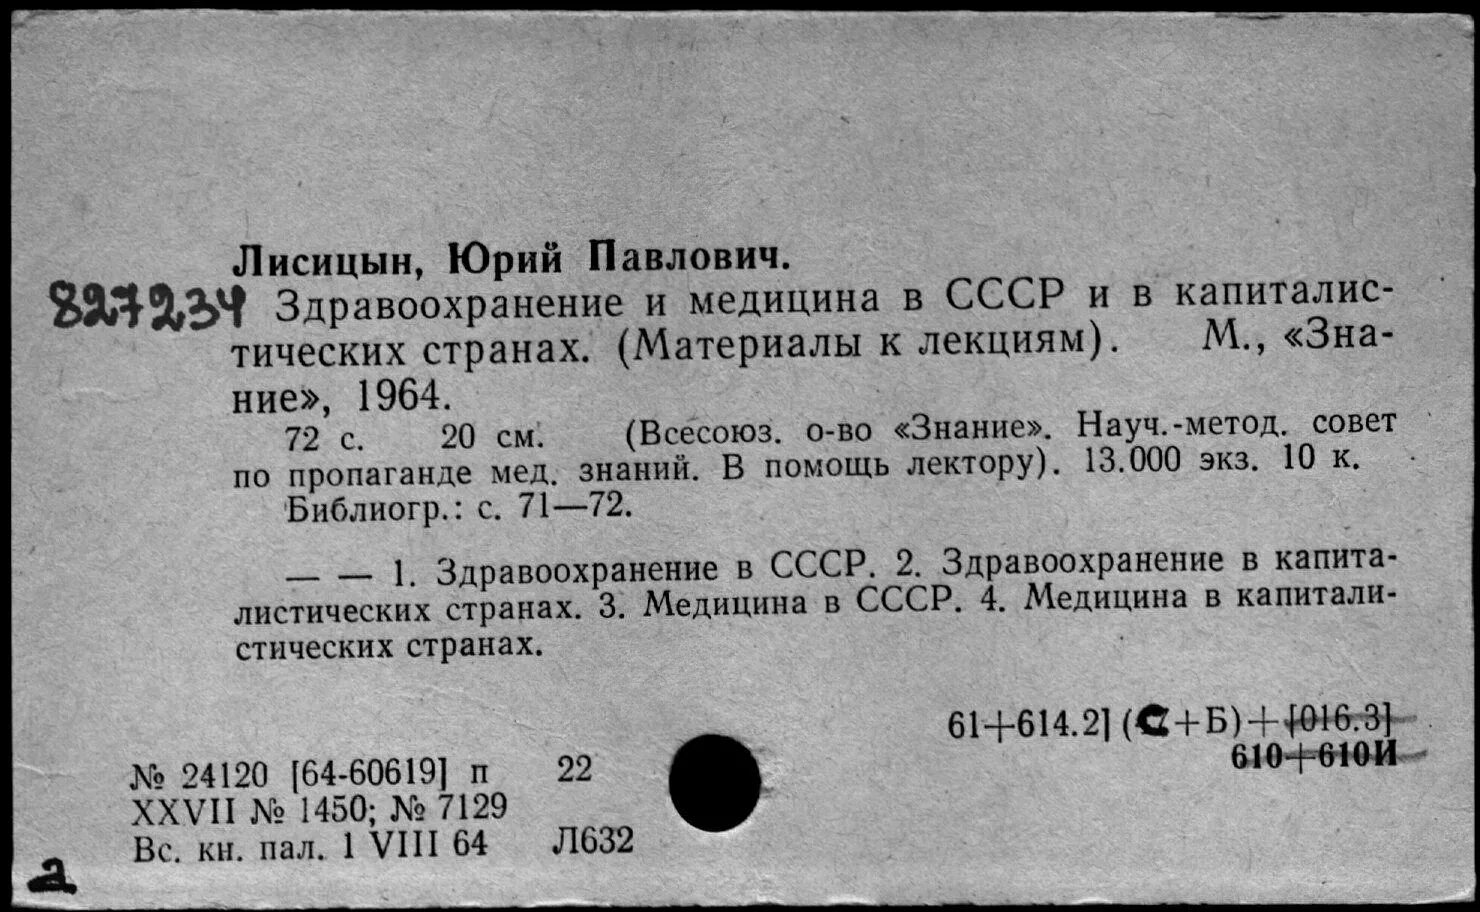 Лисицын, Юрий Павлович.
827234 Здравоохранение и медицина в СССР и в капиталис-
тических странах. (Материалы к лекциям). М., «Зна-
ние», 1964.
72 с. 20 см. (Всесоюз. о-во «Знание». Науч.-метод. совет
по пропаганде мед. знаний. В помощь лектору). 13.000 экз. 10 к.
Библиогр.: с. 71—72.
— — 1. Здравоохранение в СССР. 2. Здравоохранение в капита-
листических странах. 3. Медицина в СССР. 4. Медицина в капитали-
стических странах.
61+614.2] (С+Б)+[016.3]
610+610И
№ 24120 [64-60619] п 22
XXVII № 1450; № 7129
Вс. кн. пал. 1 VIII 64 Л632
а